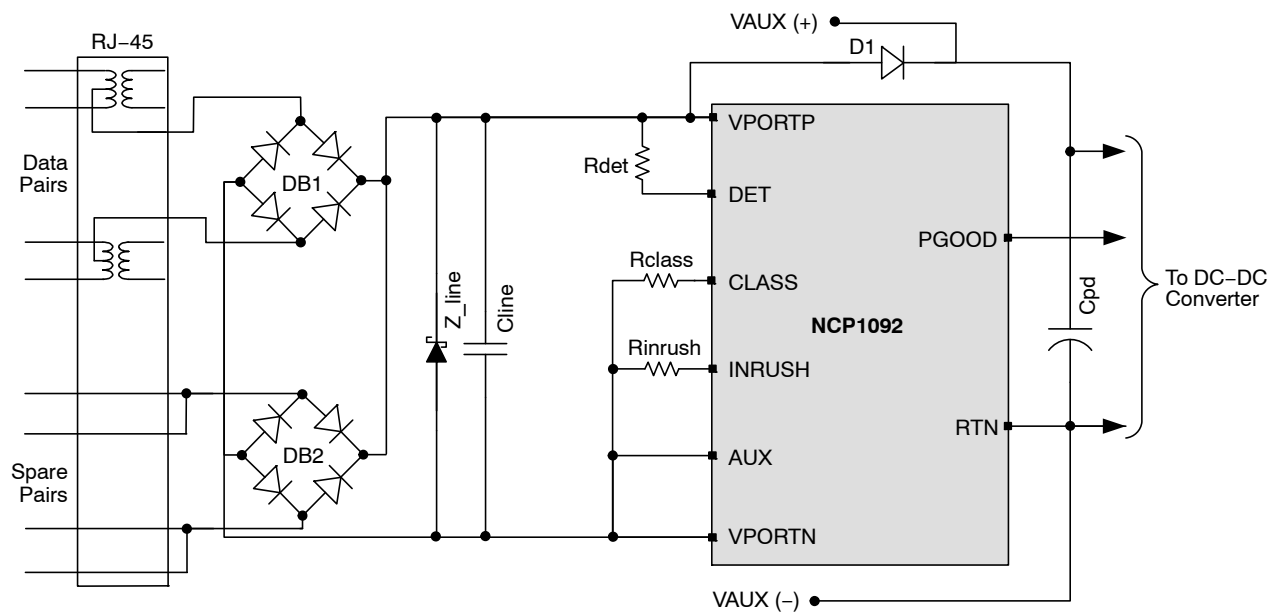 VAUX (+)
RJ−45
D1
VPORTP
Data
Pairs
DB1
Rdet
DET
PGOOD
Rclass
CLASS
To DC−DC
Converter
Z_line
Cline
Cpd
NCP1092
Rinrush
INRUSH
RTN
DB2
AUX
Spare
Pairs
VPORTN
VAUX (−)